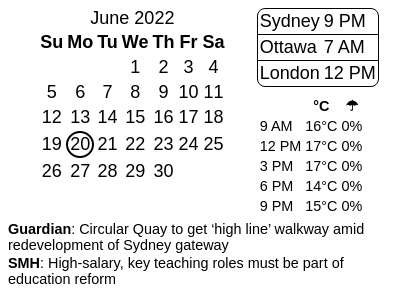 June 2022
Su Mo Tu We Th Fr Sa
1 2 3 4
5 6 7 8 9 10 11
12 13 14 15 16 17 18
19 20 21 22 23 24 25
26 27 28 29 30
Sydney 9 PM
Ottawa 7 AM
London 12 PM
°C ☂
9 AM 16°C 0%
12 PM 17°C 0%
3 PM 17°C 0%
6 PM 14°C 0%
9 PM 15°C 0%
Guardian: Circular Quay to get ‘high line’ walkway amid
redevelopment of Sydney gateway
SMH: High-salary, key teaching roles must be part of
education reform